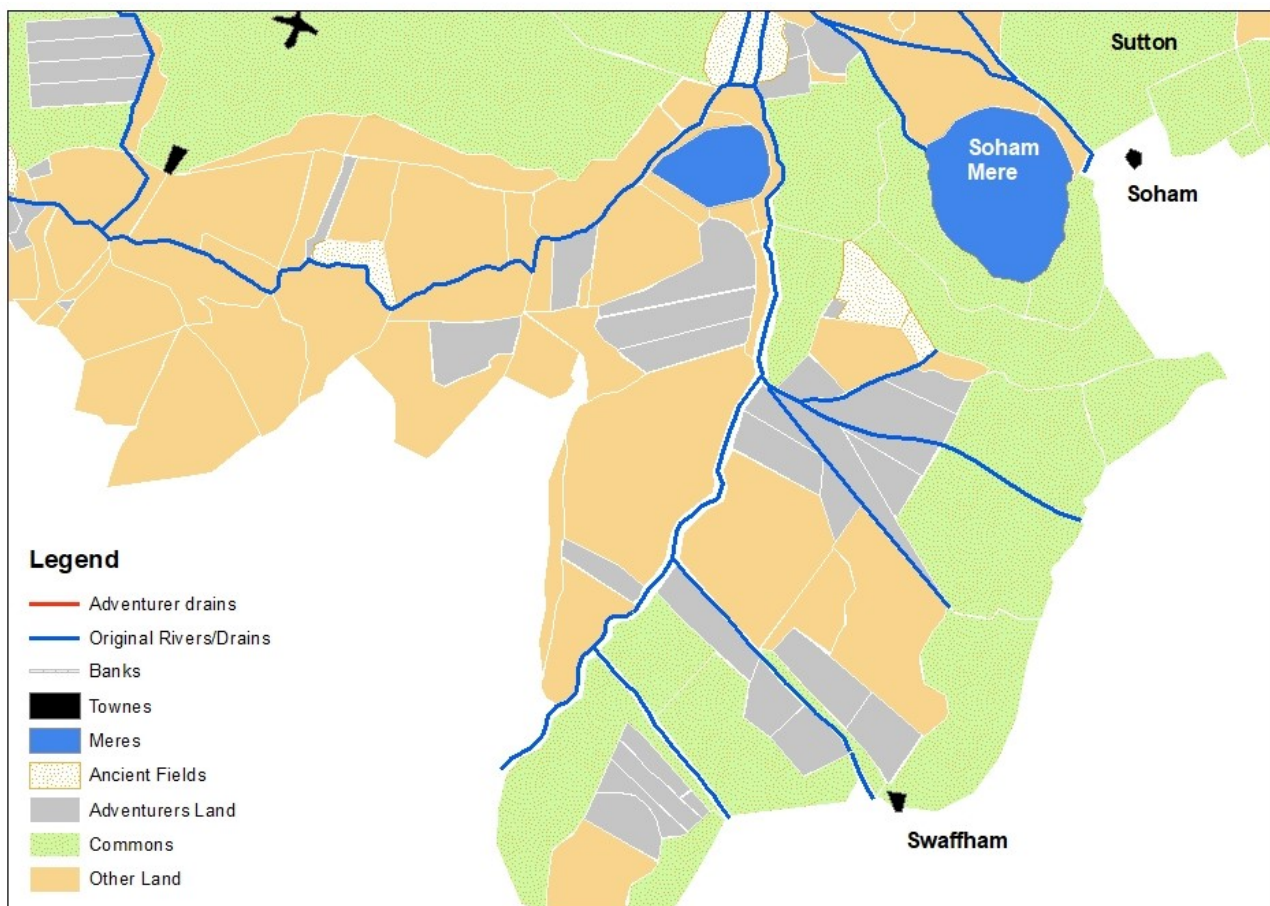 Sutton
Soham
Mere
Soham
Legend
Adventurer drains
Original Rivers/Drains
Banks
Townes
Meres
Ancient Fields
Adventurers Land
Commons
Other Land
Swaffham